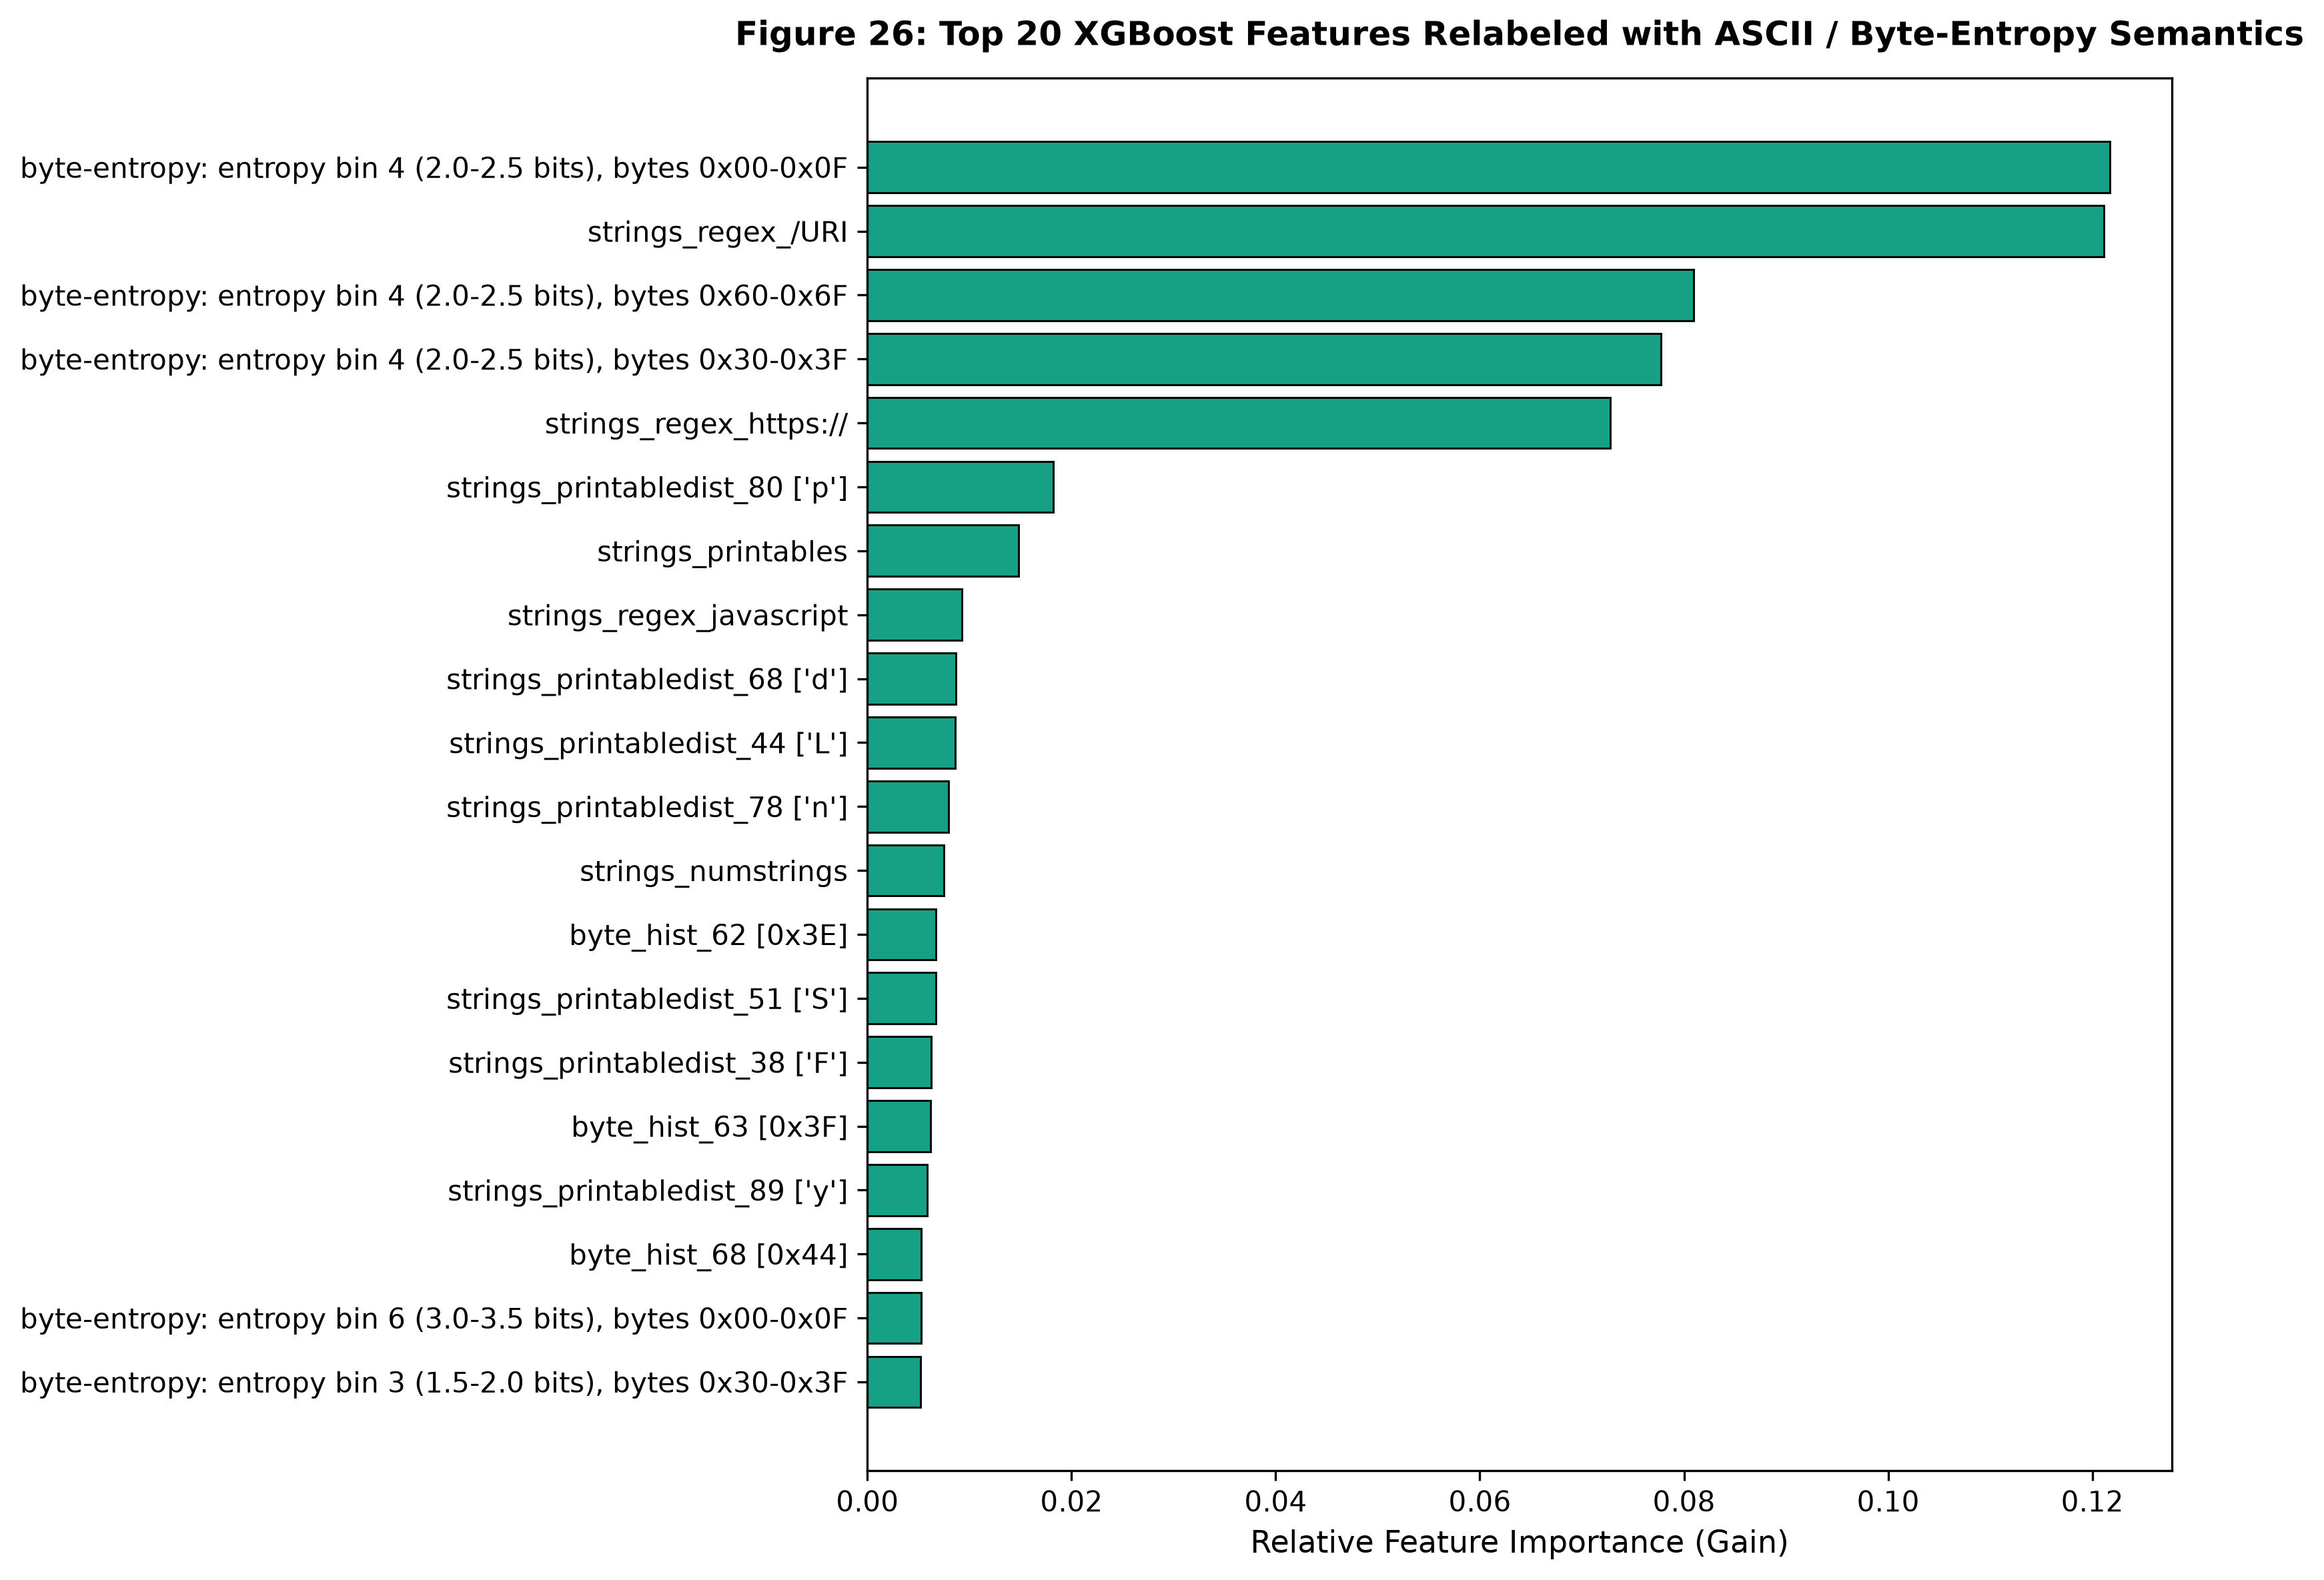 Figure 26: Top 20 XGBoost Features Relabeled with ASCII / Byte-Entropy Semantics
byte-entropy: entropy bin 4 (2.0-2.5 bits), bytes 0x00-0x0F
strings_regex_/URI
byte-entropy: entropy bin 4 (2.0-2.5 bits), bytes 0x60-0x6F
byte-entropy: entropy bin 4 (2.0-2.5 bits), bytes 0x30-0x3F
strings_regex_https://
strings_printabledist_80 ['p']
strings_printables
strings_regex_javascript
strings_printabledist_68 ['d']
strings_printabledist_44 ['L']
strings_printabledist_78 ['n']
strings_numstrings
byte_hist_62 [0x3E]
strings_printabledist_51 ['S']
strings_printabledist_38 ['F']
byte_hist_63 [0x3F]
strings_printabledist_89 ['y']
byte_hist_68 [0x44]
byte-entropy: entropy bin 6 (3.0-3.5 bits), bytes 0x00-0x0F
byte-entropy: entropy bin 3 (1.5-2.0 bits), bytes 0x30-0x3F
0.00 0.02 0.04 0.06 0.08 0.10 0.12
Relative Feature Importance (Gain)